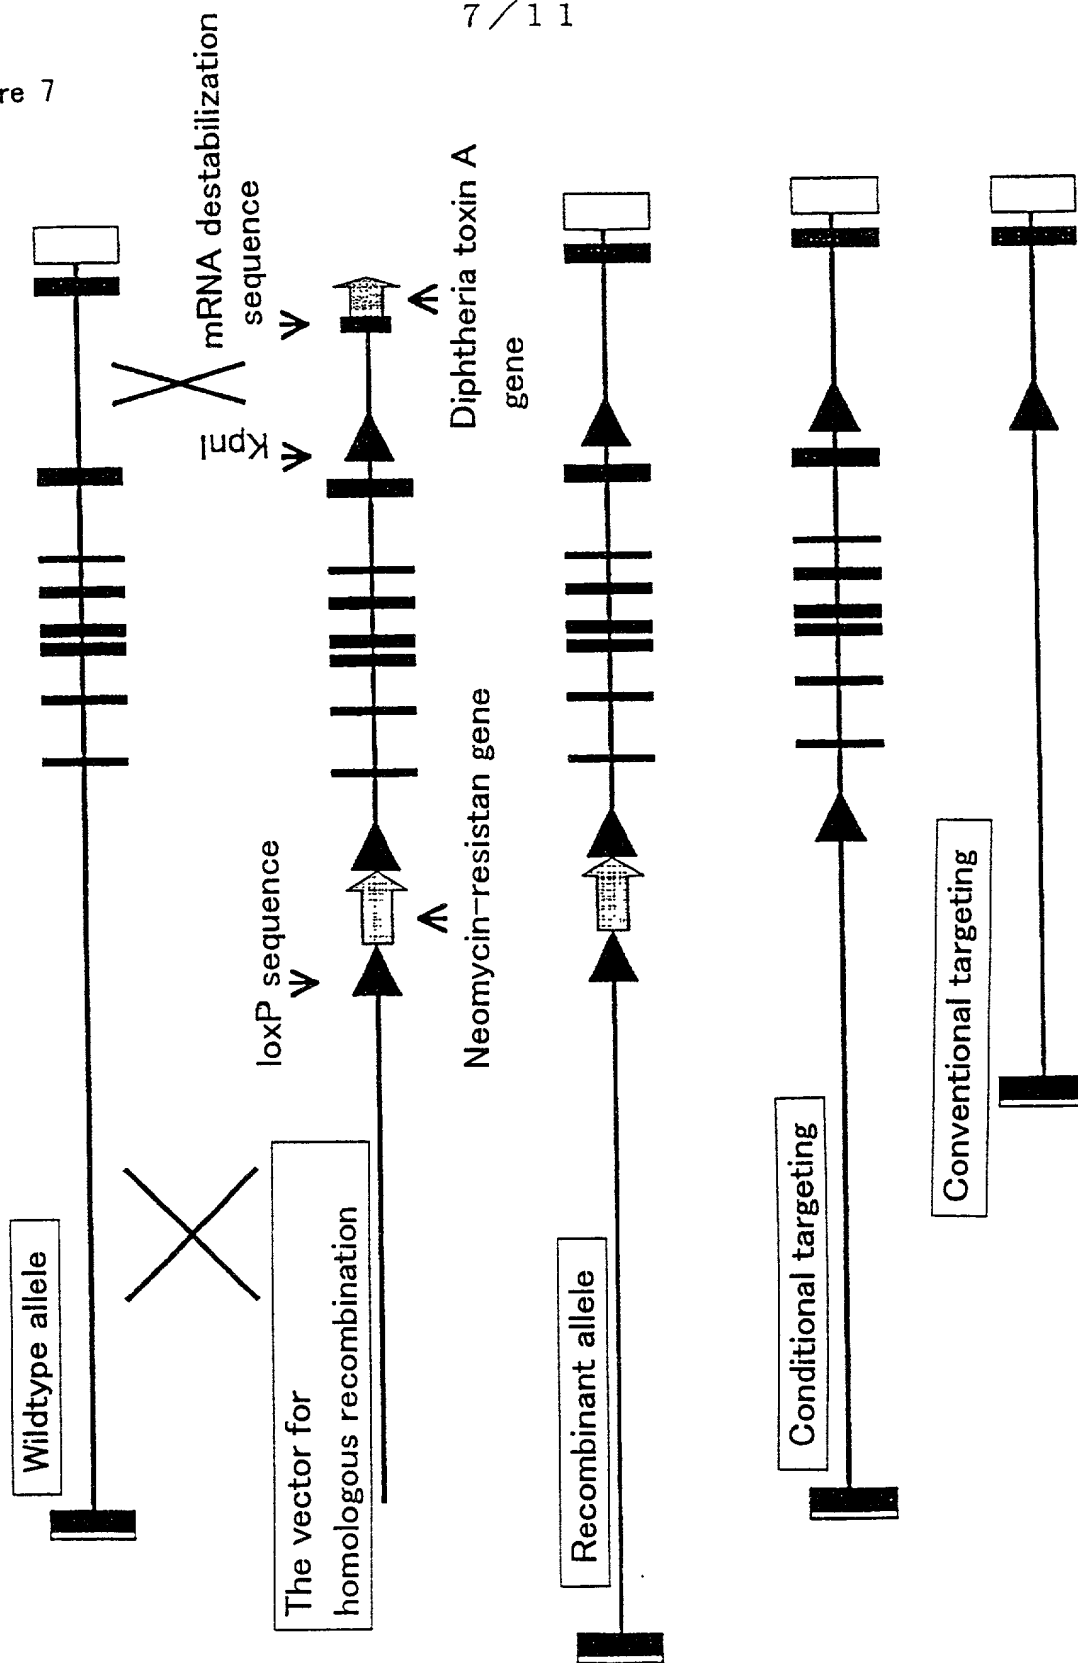 7/11
re 7
Wildtype allele
mRNA destabilization
sequence
KpnI
loxP sequence
The vector for
homologous recombination
Neomycin-resistan gene
Diphtheria toxin A
gene
Recombinant allele
Conditional targeting
Conventional targeting